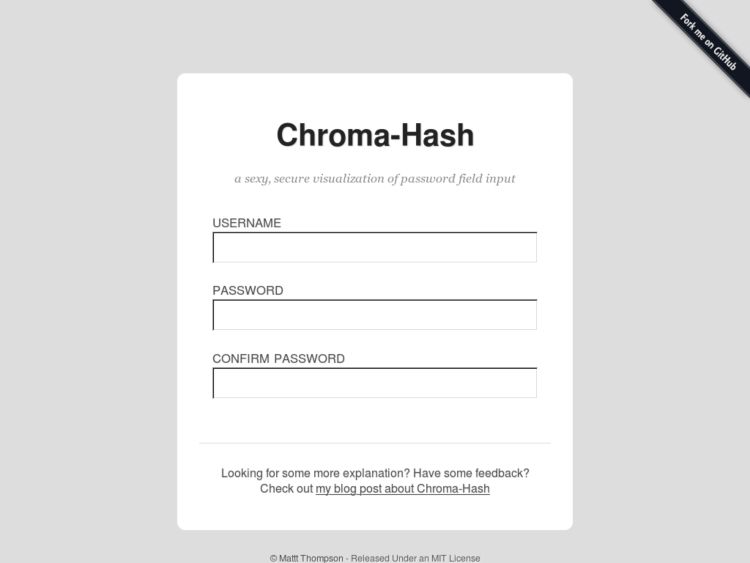 Fork me on GitHub
Chroma-Hash
a sexy, secure visualization of password field input
USERNAME
PASSWORD
CONFIRM PASSWORD
Looking for some more explanation? Have some feedback?
Check out my blog post about Chroma-Hash
© Mattt Thompson - Released Under an MIT License